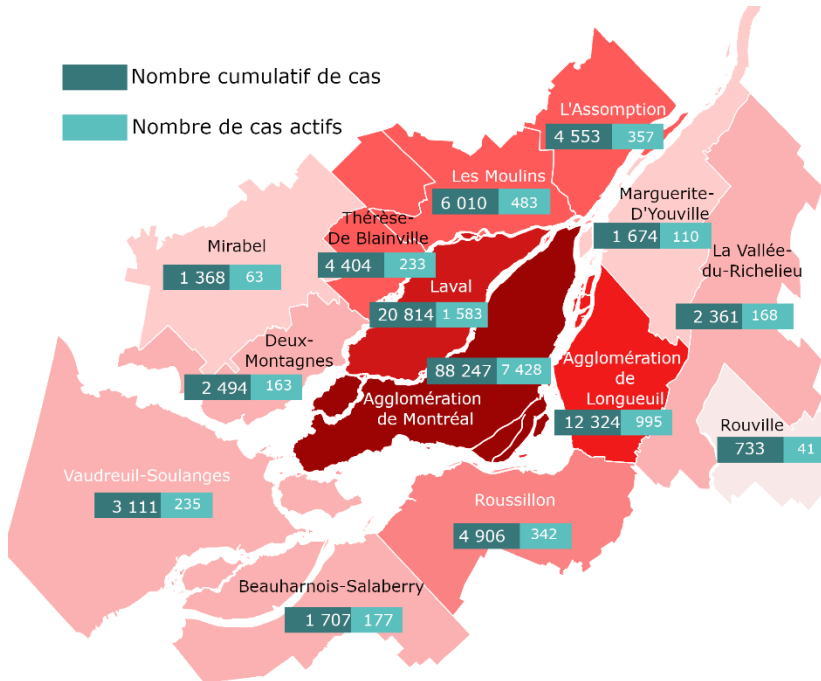 Nombre cumulatif de cas
Nombre de cas actifs
L'Assomption
4 553 357
Les Moulins
6 010 483
Marguerite-
D'Youville
1 674 110
Thérèse-
De Blainville
4 404 233
Mirabel
1 368 63
La Vallée-
du-Richelieu
2 361 168
Laval
20 814 1 583
Deux-
Montagnes
2 494 163
88 247 7 428
Agglomération
de Montréal
Agglomération
de
Longueuil
12 324 995
Rouville
733 41
Vaudreuil-Soulanges
3 111 235
Roussillon
4 906 342
Beauharnois-Salaberry
1 707 177